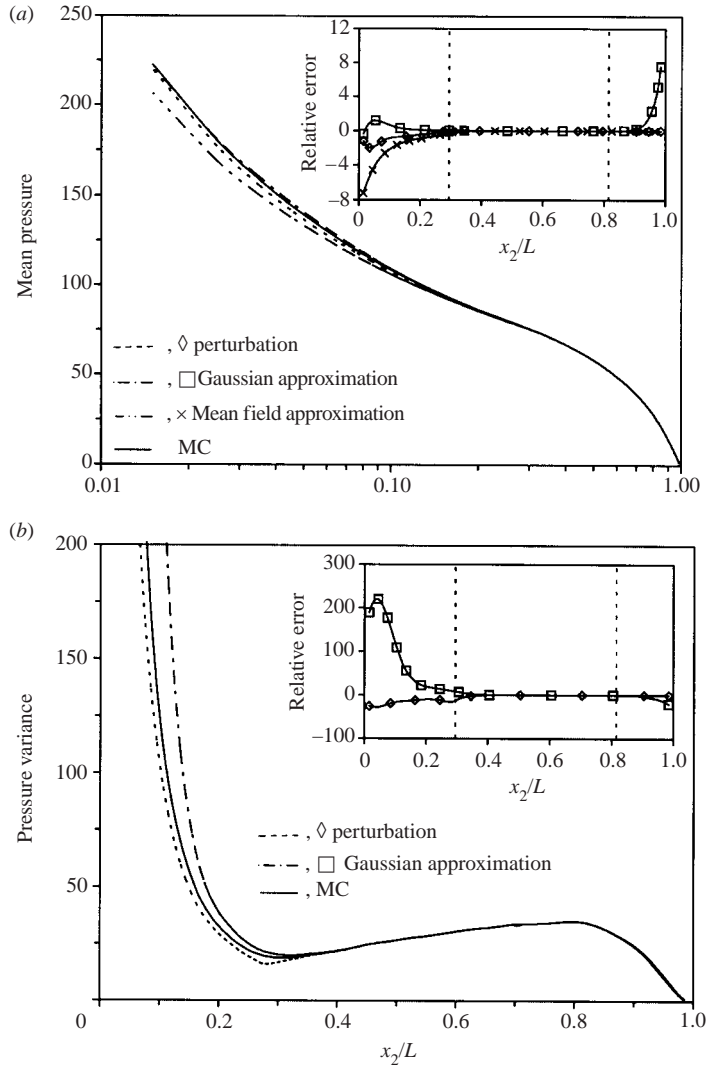 (a)
300
250
200
150
100
50
0
Mean pressure
0.01
0.10
1.00
, ◊ perturbation
, □ Gaussian approximation
, × Mean field approximation
MC
12
8
4
0
−4
−8
Relative error
0 0.2 0.4 0.6 0.8 1.0
x2/L
(b)
200
150
100
50
0
Pressure variance
0.2 0.4 0.6 0.8 1.0
x2/L
, ◊ perturbation
, □ Gaussian approximation
, MC
300
200
100
0
−100
Relative error
0 0.2 0.4 0.6 0.8 1.0
x2/L